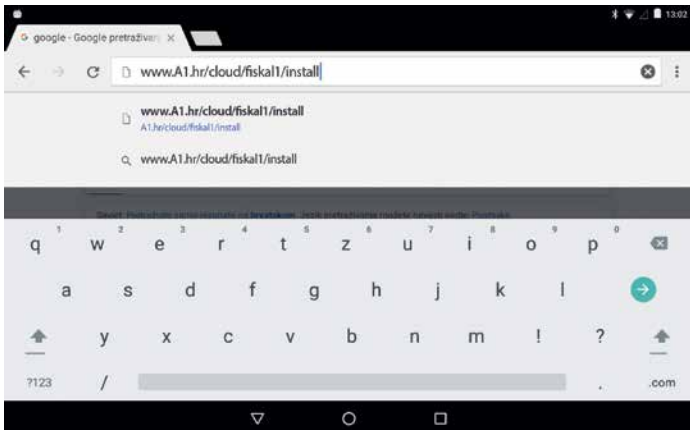 13:02
google - Google pretraživan
www.A1.hr/cloud/fiskal1/install
www.A1.hr/cloud/fiskal1/install
A1.hr/cloud/fiskal1/install
www.A1.hr/cloud/fiskal1/install
q 1 w 2 e 3 r 4 t 5 z 6 u 7 i 8 o 9 p 0
a s d f g h j k l
y x c v b n m ! ?
?123 / . .com